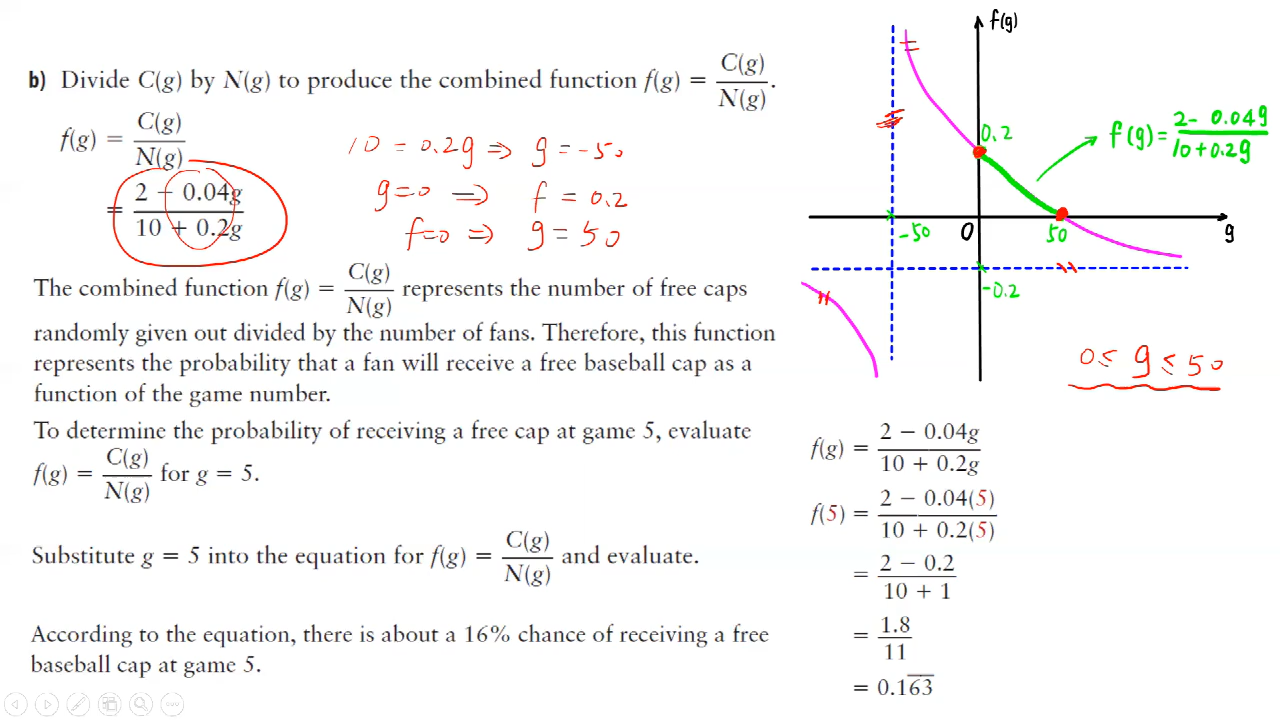 b) Divide C(g) by N(g) to produce the combined function f(g) = C(g)/N(g).
f(g) = C(g)/N(g)
= (2 − 0.04g)/(10 + 0.2g)
10 = 0.2g ⇒ g = -50
g=0 ⇒ f = 0.2
f=0 ⇒ g = 50
The combined function f(g) = C(g)/N(g) represents the number of free caps
randomly given out divided by the number of fans. Therefore, this function
represents the probability that a fan will receive a free baseball cap as a
function of the game number.
To determine the probability of receiving a free cap at game 5, evaluate
f(g) = C(g)/N(g) for g = 5.
Substitute g = 5 into the equation for f(g) = C(g)/N(g) and evaluate.
According to the equation, there is about a 16% chance of receiving a free
baseball cap at game 5.
f(g)
0.2
f(g) = (2 - 0.04g)/(10 + 0.2g)
-50
0
50
g
-0.2
0 ≤ g ≤ 50
f(g) = (2 − 0.04g)/(10 + 0.2g)
f(5) = (2 − 0.04(5))/(10 + 0.2(5))
= (2 − 0.2)/(10 + 1)
= 1.8/11
= 0.16̅3̅